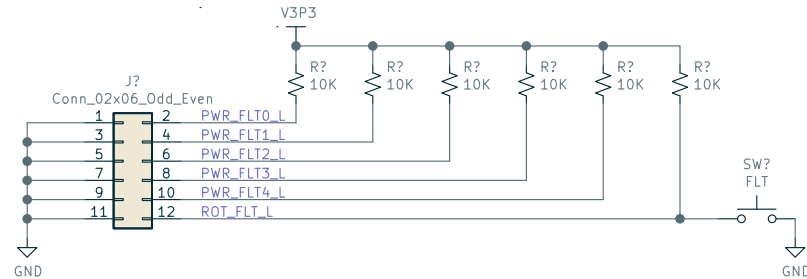 V3P3
R? R? R? R? R? R?
10K 10K 10K 10K 10K 10K
J?
Conn_02x06_Odd_Even
1 2 PWR_FLT0_L
3 4 PWR_FLT1_L
5 6 PWR_FLT2_L
7 8 PWR_FLT3_L
9 10 PWR_FLT4_L
11 12 ROT_FLT_L
SW?
FLT
GND
GND